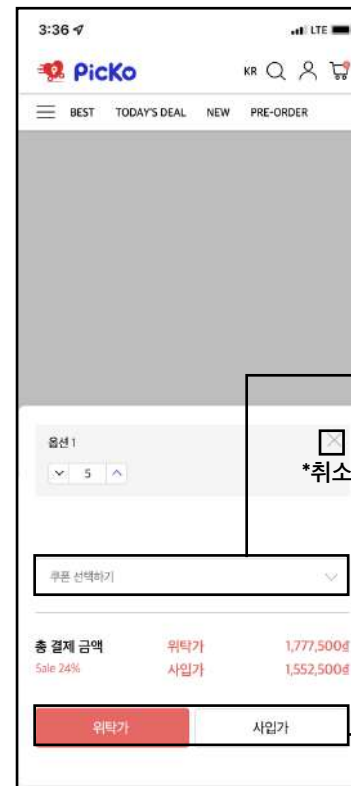 3:36 LTE
PicKo KR
BEST TODAY'S DEAL NEW PRE-ORDER
옵션 1
5
*취소
쿠폰 선택하기
총 결제 금액 위탁가 1,777,500₫
Sale 24% 사입가 1,552,500₫
위탁가 사입가